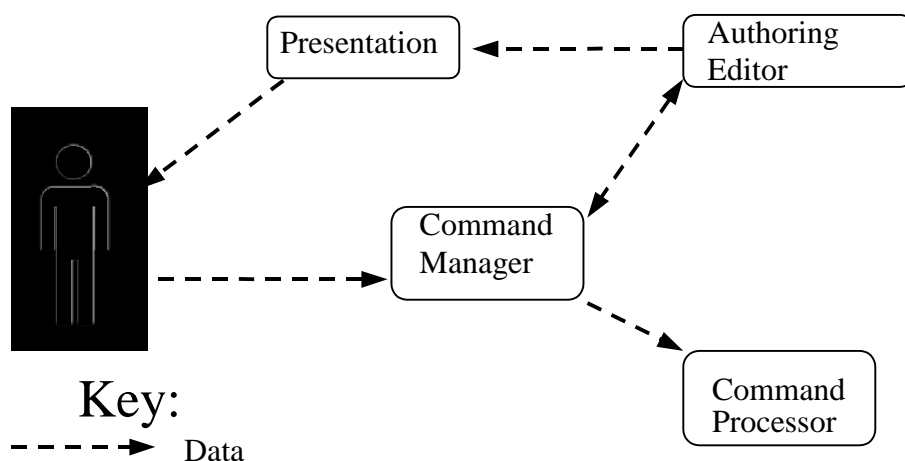 Presentation
Authoring
Editor
Command
Manager
Command
Processor
Key:
Data